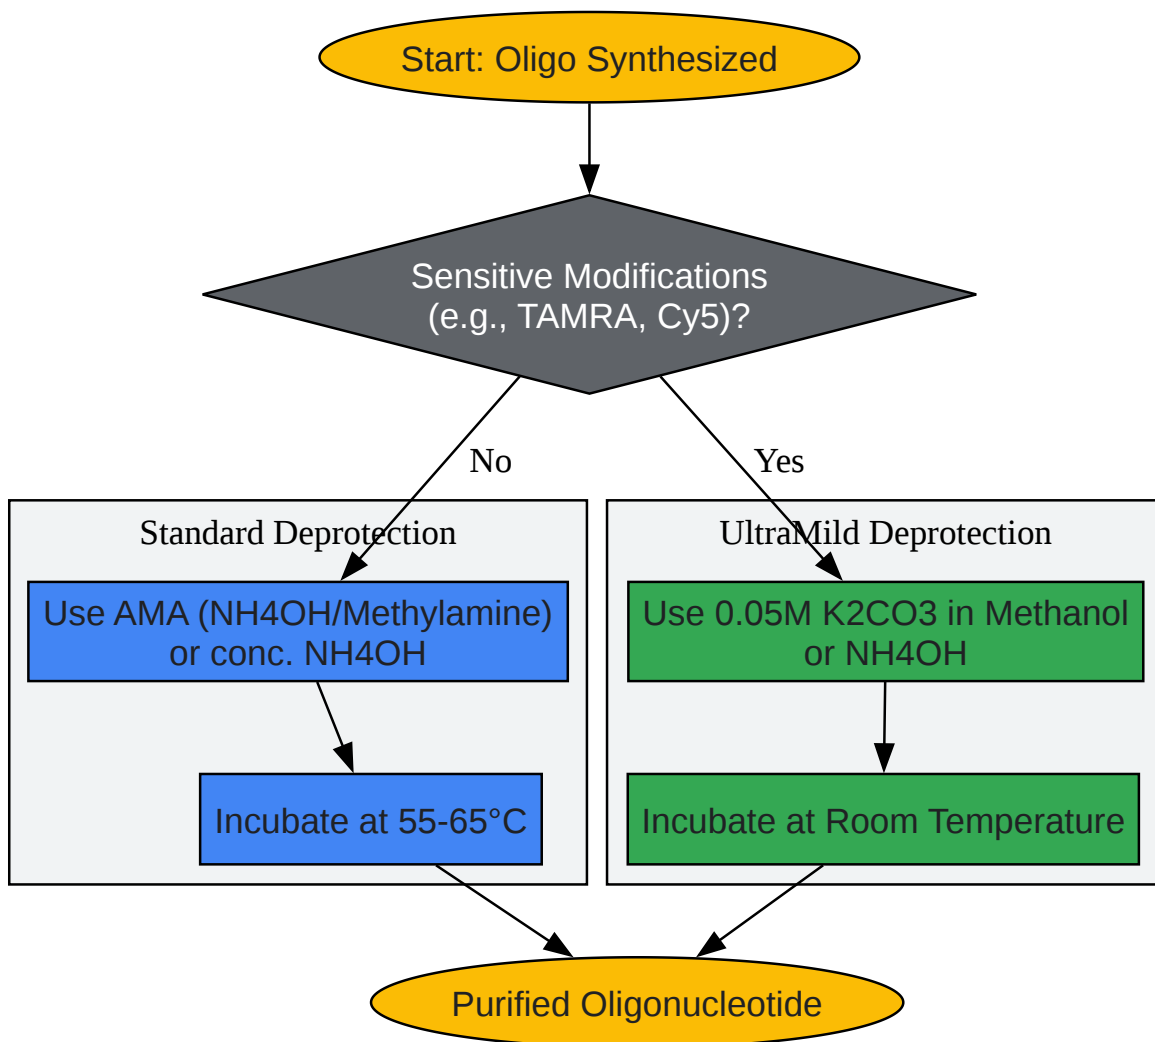 Start: Oligo Synthesized
Sensitive Modifications
(e.g., TAMRA, Cy5)?
No
Yes
Standard Deprotection
Use AMA (NH4OH/Methylamine)
or conc. NH4OH
Incubate at 55-65°C
UltraMild Deprotection
Use 0.05M K2CO3 in Methanol
or NH4OH
Incubate at Room Temperature
Purified Oligonucleotide